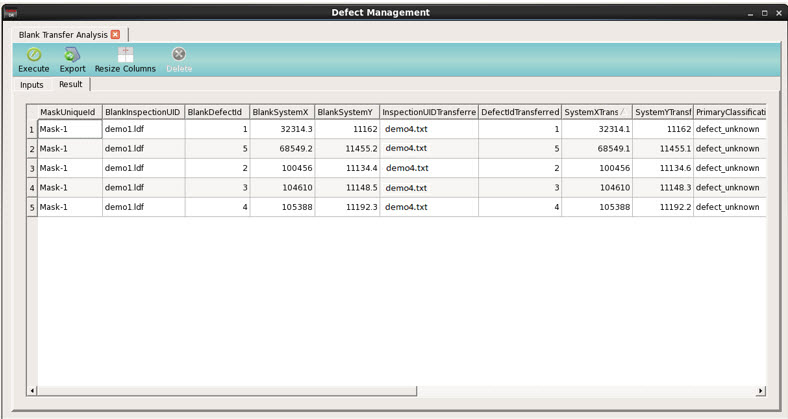 Defect Management
Blank Transfer Analysis
Execute Export Resize Columns Delete
Inputs Result
MaskUniqueId BlankInspectionUID BlankDefectId BlankSystemX BlankSystemY InspectionUIDTransferre DefectIdTransferred SystemXTrans SystemYTransf PrimaryClassificati
1 Mask-1 demo1.ldf 1 32314.3 11162 demo4.txt 1 32314.1 11162 defect_unknown
2 Mask-1 demo1.ldf 5 68549.2 11455.2 demo4.txt 5 68549.1 11455.1 defect_unknown
3 Mask-1 demo1.ldf 2 100456 11134.4 demo4.txt 2 100456 11134.6 defect_unknown
4 Mask-1 demo1.ldf 3 104610 11148.5 demo4.txt 3 104610 11148.3 defect_unknown
5 Mask-1 demo1.ldf 4 105388 11192.3 demo4.txt 4 105388 11192.2 defect_unknown